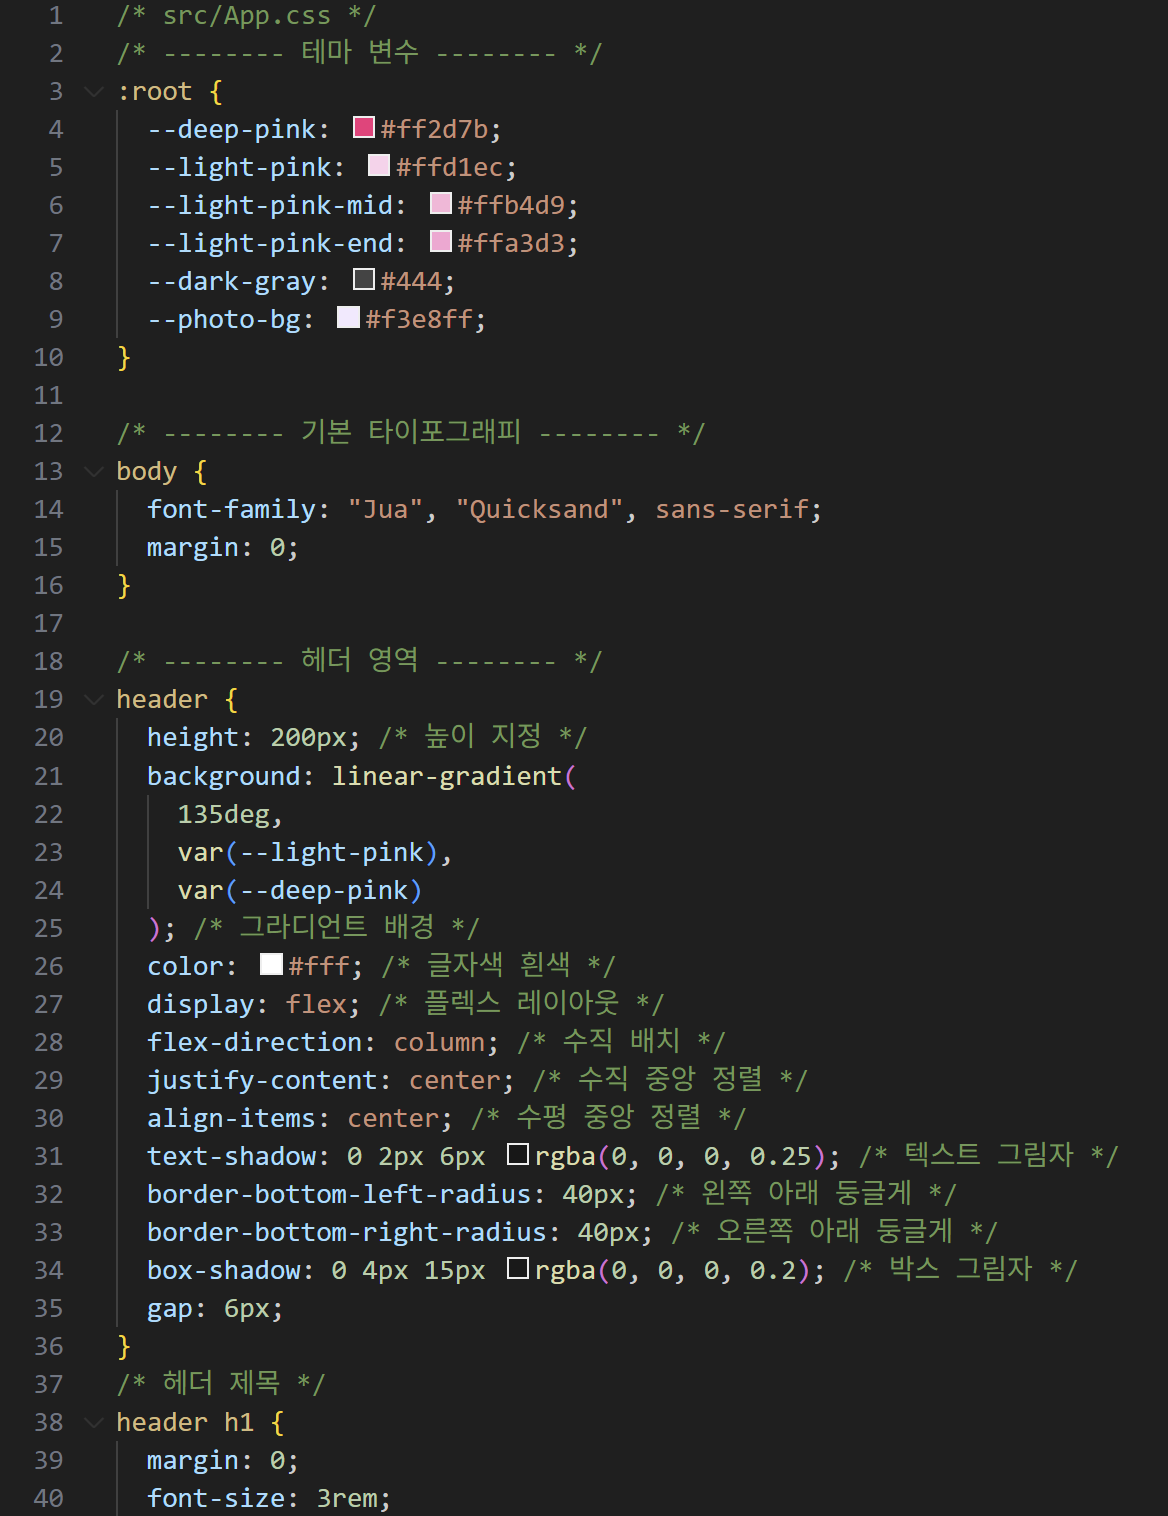 1 /* src/App.css */
2 /* -------- 테마 변수 -------- */
3 :root {
4 --deep-pink: #ff2d7b;
5 --light-pink: #ffd1ec;
6 --light-pink-mid: #ffb4d9;
7 --light-pink-end: #ffa3d3;
8 --dark-gray: #444;
9 --photo-bg: #f3e8ff;
10 }
11
12 /* -------- 기본 타이포그래피 -------- */
13 body {
14 font-family: "Jua", "Quicksand", sans-serif;
15 margin: 0;
16 }
17
18 /* -------- 헤더 영역 -------- */
19 header {
20 height: 200px; /* 높이 지정 */
21 background: linear-gradient(
22 135deg,
23 var(--light-pink),
24 var(--deep-pink)
25 ); /* 그라디언트 배경 */
26 color: #fff; /* 글자색 흰색 */
27 display: flex; /* 플렉스 레이아웃 */
28 flex-direction: column; /* 수직 배치 */
29 justify-content: center; /* 수직 중앙 정렬 */
30 align-items: center; /* 수평 중앙 정렬 */
31 text-shadow: 0 2px 6px rgba(0, 0, 0, 0.25); /* 텍스트 그림자 */
32 border-bottom-left-radius: 40px; /* 왼쪽 아래 둥글게 */
33 border-bottom-right-radius: 40px; /* 오른쪽 아래 둥글게 */
34 box-shadow: 0 4px 15px rgba(0, 0, 0, 0.2); /* 박스 그림자 */
35 gap: 6px;
36 }
37 /* 헤더 제목 */
38 header h1 {
39 margin: 0;
40 font-size: 3rem;